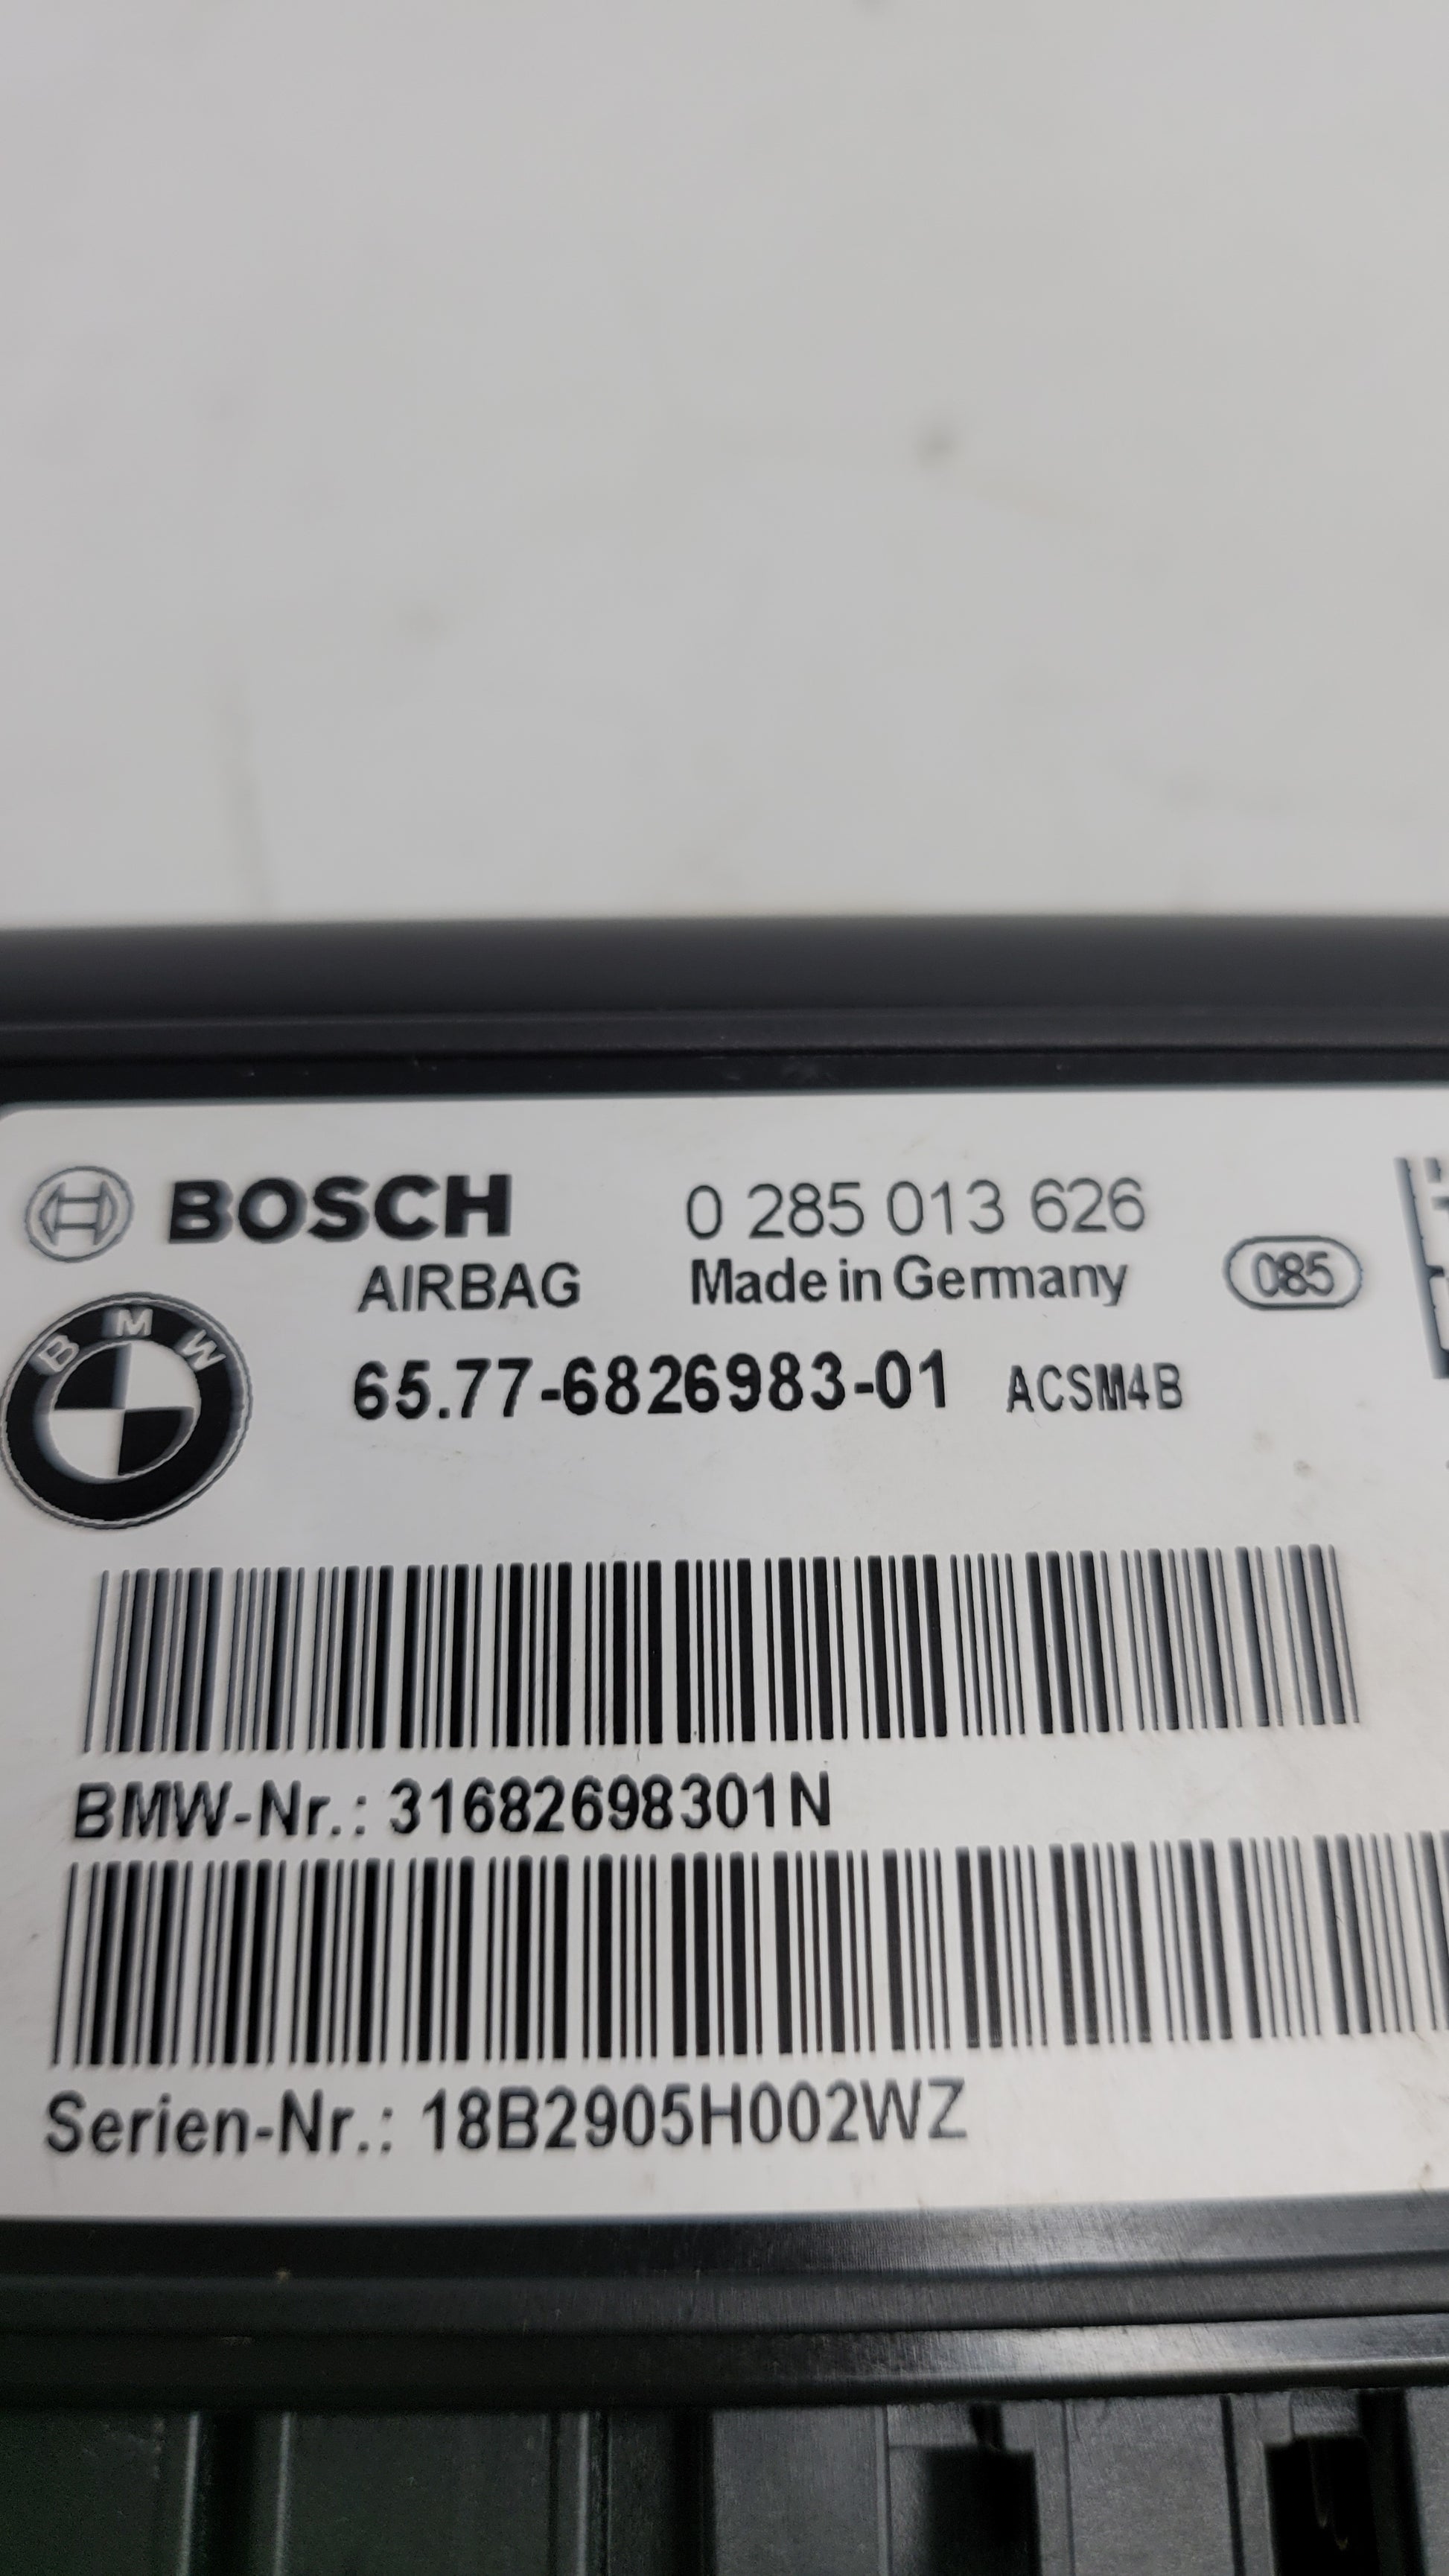 BOSCH 0 285 013 626
AIRBAG Made in Germany 085
BMW
65.77-6826983-01 ACSM4B
BMW-Nr.: 31682698301N
Serien-Nr.: 18B2905H002WZ